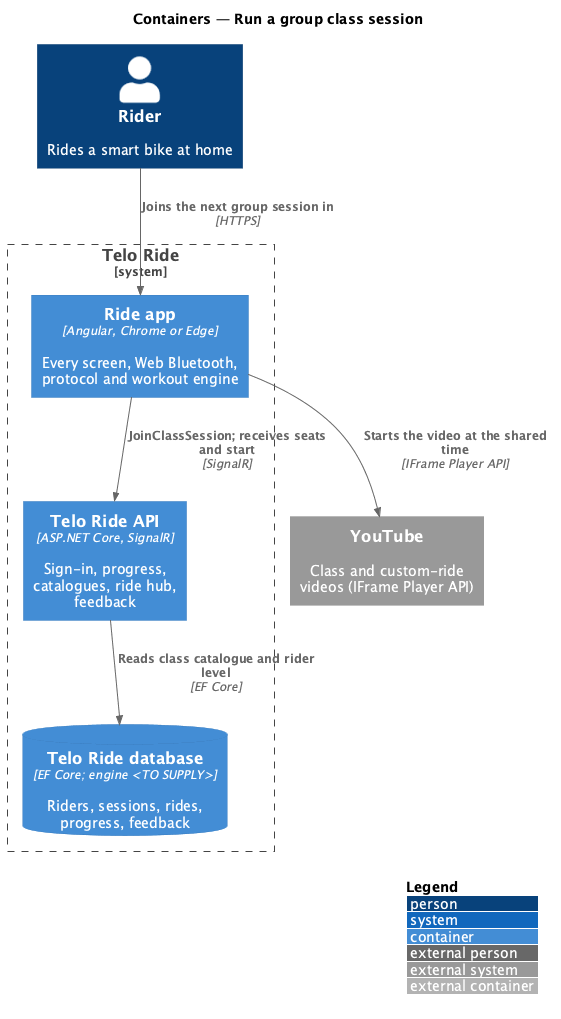 Containers — Run a group class session
Rider
Rides a smart bike at home
Joins the next group session in
[HTTPS]
Telo Ride
[system]
Ride app
[Angular, Chrome or Edge]
Every screen, Web Bluetooth,
protocol and workout engine
JoinClassSession; receives seats
and start
[SignalR]
Starts the video at the shared
time
[IFrame Player API]
Telo Ride API
[ASP.NET Core, SignalR]
Sign-in, progress,
catalogues, ride hub,
feedback
YouTube
Class and custom-ride
videos (IFrame Player API)
Reads class catalogue and rider
level
[EF Core]
Telo Ride database
[EF Core; engine <TO SUPPLY>]
Riders, sessions, rides,
progress, feedback
Legend
person
system
container
external person
external system
external container